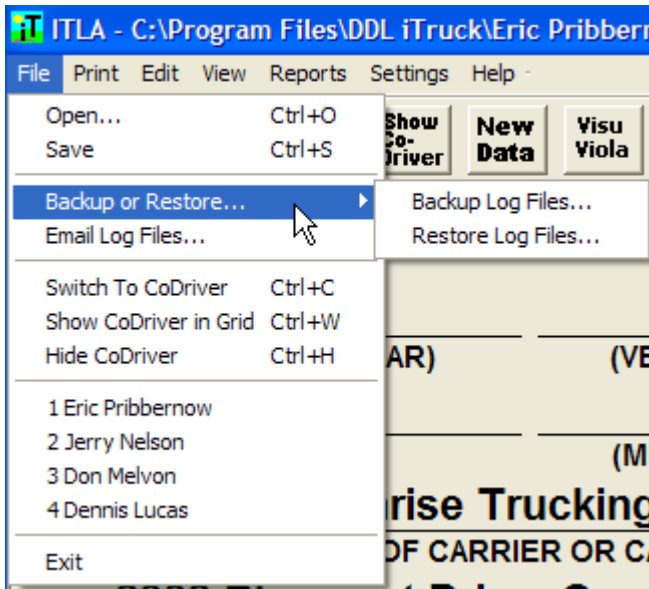 iT ITLA - C:\Program Files\DDL iTruck\Eric Pribber
File Print Edit View Reports Settings Help
Open... Ctrl+O
Save Ctrl+S
Show Co-Driver
New Data
Visu Viola
Backup or Restore...
Backup Log Files...
Email Log Files...
Restore Log Files...
Switch To CoDriver Ctrl+C
Show CoDriver in Grid Ctrl+W
Hide CoDriver Ctrl+H
AR) (VE
1 Eric Pribbernow
2 Jerry Nelson
(M
3 Don Melvon
4 Dennis Lucas
rise Trucking
OF CARRIER OR CA
Exit